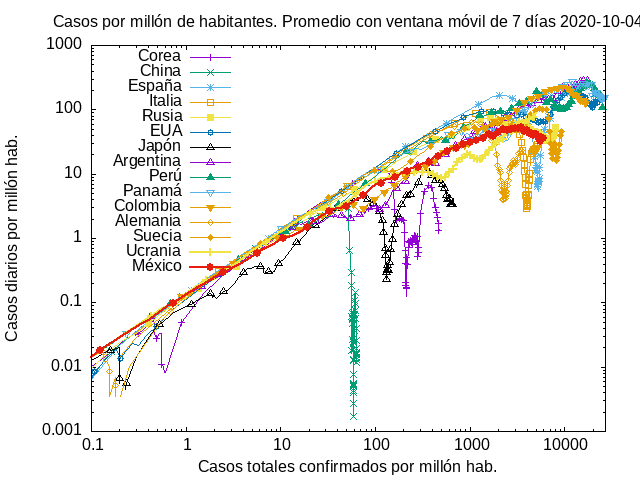 Casos por millón de habitantes. Promedio con ventana móvil de 7 días 2020-10-04
Casos diarios por millón hab.
1000
100
10
1
0.1
0.01
0.001
Corea
China
España
Italia
Rusia
EUA
Japón
Argentina
Perú
Panamá
Colombia
Alemania
Suecia
Ucrania
México
0.1 1 10 100 1000 10000
Casos totales confirmados por millón hab.